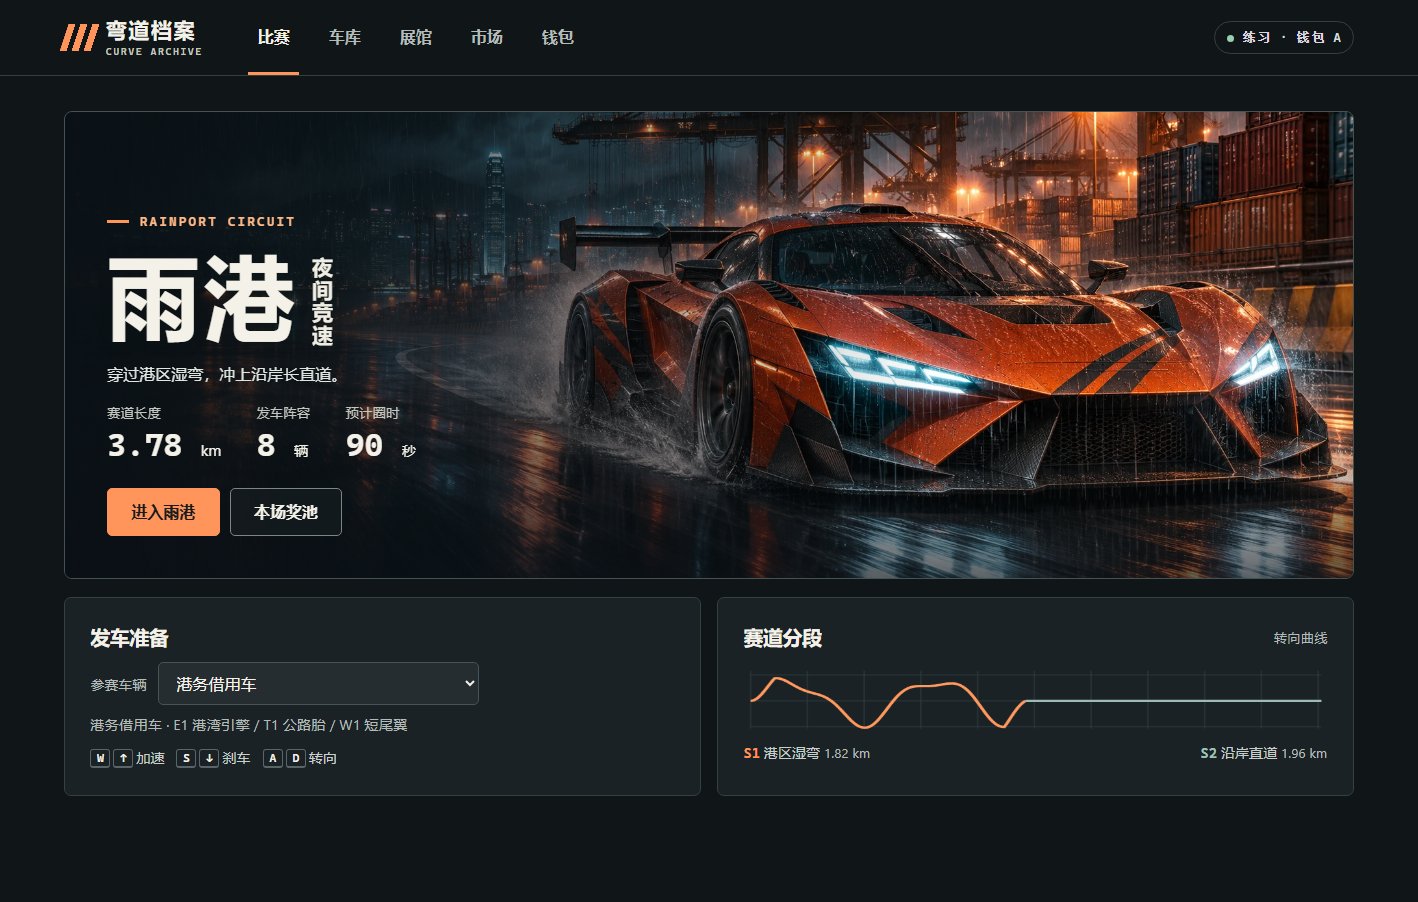 弯道档案
CURVE ARCHIVE
比赛 车库 展馆 市场 钱包
练习 · 钱包 A
RAINPORT CIRCUIT
雨港
夜间竞速
穿过港区湿弯，冲上沿岸长直道。
赛道长度 发车阵容 预计圈时
3.78 km 8 辆 90 秒
进入雨港 本场奖池
发车准备
参赛车辆 港务借用车
港务借用车 · E1 港湾引擎 / T1 公路胎 / W1 短尾翼
W ↑ 加速 S ↓ 刹车 A D 转向
赛道分段 转向曲线
S1 港区湿弯 1.82 km S2 沿岸直道 1.96 km